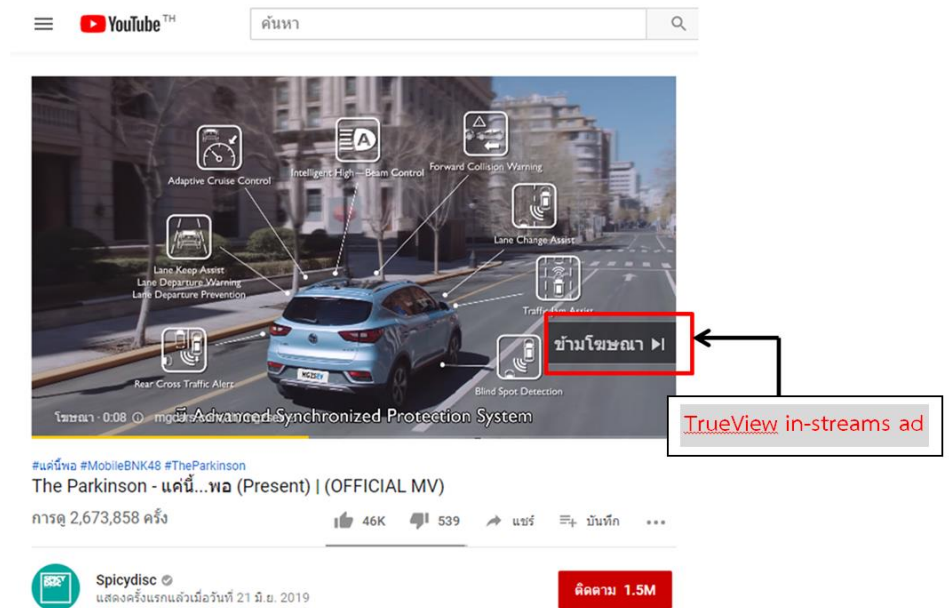 YouTube TH
ค้นหา
Adaptive Cruise Control
Intelligent High—Beam Control
Forward Collision Warning
Lane Change Assist
Lane Keep Assist
Lane Departure Warning
Lane Departure Prevention
Traffic Jam Assist
ข้ามโฆษณา
Rear Cross Traffic Alert
MGZSEV
Blind Spot Detection
โฆษณา · 0:08
Advanced Synchronized Protection System
TrueView in-streams ad
#แค่นี้พอ #MobileBNK48 #TheParkinson
The Parkinson - แค่นี้...พอ (Present) | (OFFICIAL MV)
การดู 2,673,858 ครั้ง
46K 539 แชร์ บันทึก
Spicydisc
แสดงครั้งแรกแล้วเมื่อวันที่ 21 มิ.ย. 2019
ติดตาม 1.5M